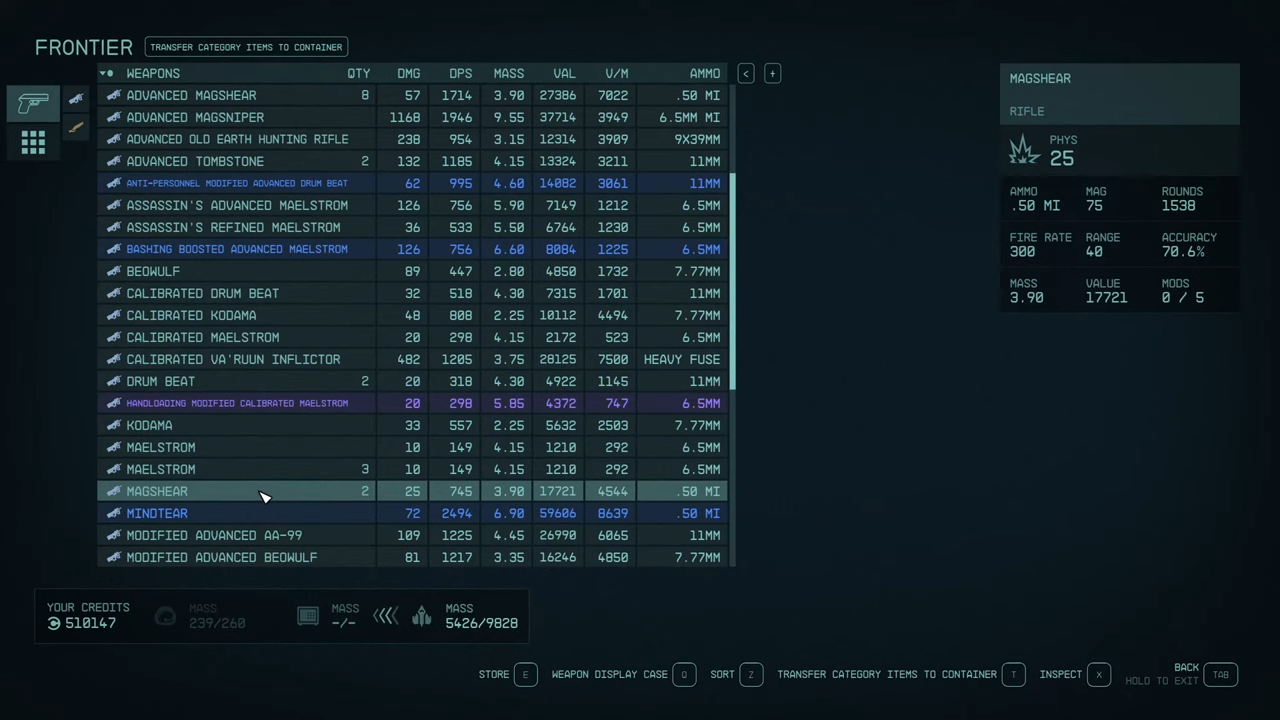 FRONTIER TRANSFER CATEGORY ITEMS TO CONTAINER
WEAPONS QTY DMG DPS MASS VAL V/M AMMO < +
ADVANCED MAGSHEAR 8 57 1714 3.90 27386 7022 .50 MI
ADVANCED MAGSNIPER 1168 1946 9.55 37714 3949 6.5MM MI
ADVANCED OLD EARTH HUNTING RIFLE 238 954 3.15 12314 3909 9X39MM
ADVANCED TOMBSTONE 2 132 1185 4.15 13324 3211 11MM
ANTI-PERSONNEL MODIFIED ADVANCED DRUM BEAT 62 995 4.60 14082 3061 11MM
ASSASSIN'S ADVANCED MAELSTROM 126 756 5.90 7149 1212 6.5MM
ASSASSIN'S REFINED MAELSTROM 36 533 5.50 6764 1230 6.5MM
BASHING BOOSTED ADVANCED MAELSTROM 126 756 6.60 8084 1225 6.5MM
BEOWULF 89 447 2.80 4850 1732 7.77MM
CALIBRATED DRUM BEAT 32 518 4.30 7315 1701 11MM
CALIBRATED KODAMA 48 808 2.25 10112 4494 7.77MM
CALIBRATED MAELSTROM 20 298 4.15 2172 523 6.5MM
CALIBRATED VA'RUUN INFLICTOR 482 1205 3.75 28125 7500 HEAVY FUSE
DRUM BEAT 2 20 318 4.30 4922 1145 11MM
HANDLOADING MODIFIED CALIBRATED MAELSTROM 20 298 5.85 4372 747 6.5MM
KODAMA 33 557 2.25 5632 2503 7.77MM
MAELSTROM 10 149 4.15 1210 292 6.5MM
MAELSTROM 3 10 149 4.15 1210 292 6.5MM
MAGSHEAR 2 25 745 3.90 17721 4544 .50 MI
MINDTEAR 72 2494 6.90 59606 8639 .50 MI
MODIFIED ADVANCED AA-99 109 1225 4.45 26990 6065 11MM
MODIFIED ADVANCED BEOWULF 81 1217 3.35 16246 4850 7.77MM
MAGSHEAR
RIFLE
PHYS
25
AMMO MAG ROUNDS
.50 MI 75 1538
FIRE RATE RANGE ACCURACY
300 40 70.6%
MASS VALUE MODS
3.90 17721 0 / 5
YOUR CREDITS MASS MASS MASS
510147 239/260 -/- 5426/9828
STORE E WEAPON DISPLAY CASE Q SORT Z TRANSFER CATEGORY ITEMS TO CONTAINER T INSPECT X BACK TAB
HOLD TO EXIT